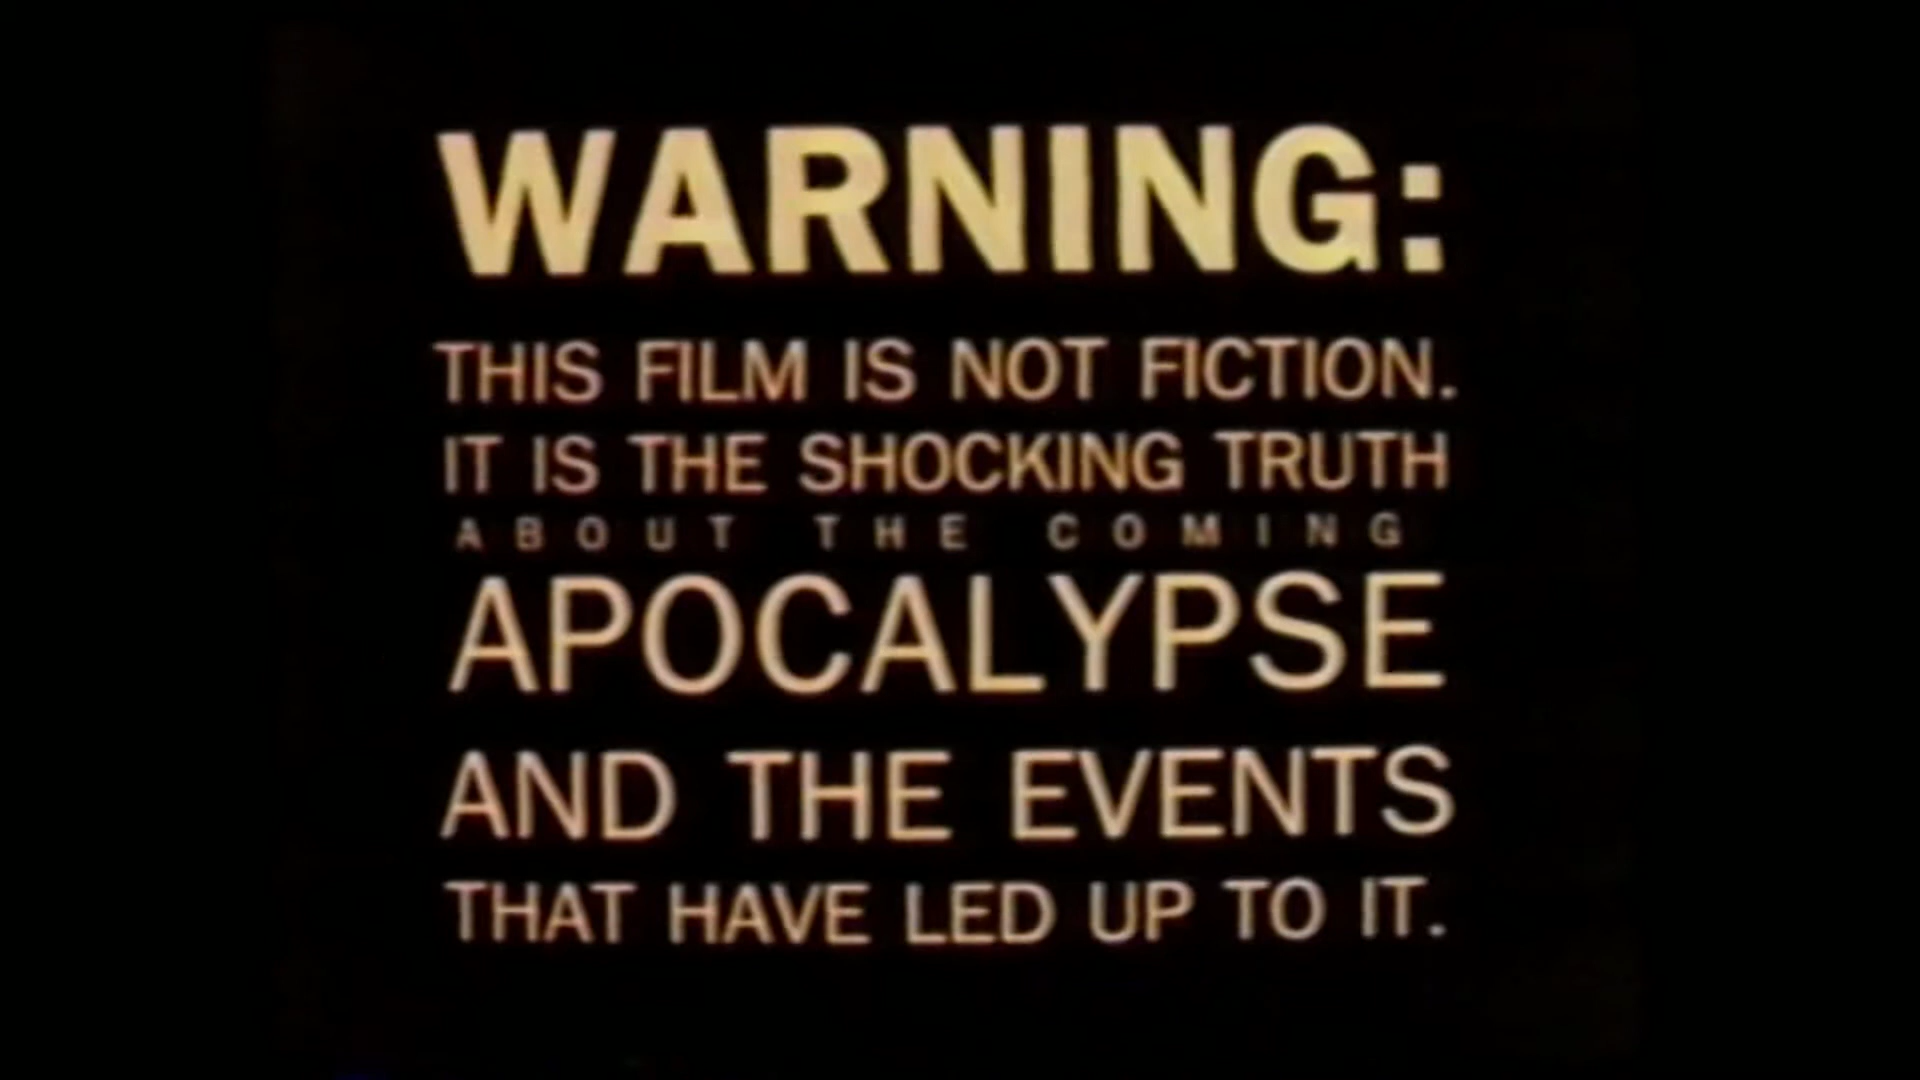 WARNING:
THIS FILM IS NOT FICTION.
IT IS THE SHOCKING TRUTH
ABOUT THE COMING
APOCALYPSE
AND THE EVENTS
THAT HAVE LED UP TO IT.